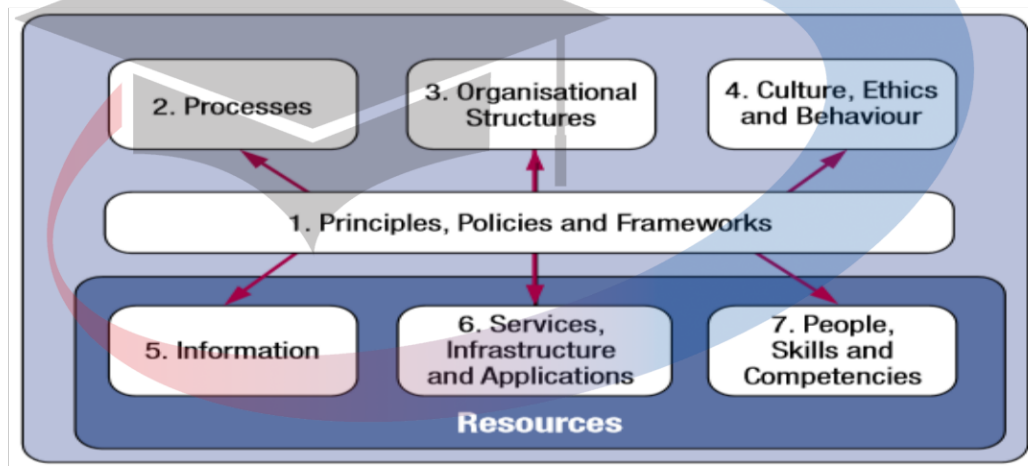 2. Processes
3. Organisational
Structures
4. Culture, Ethics
and Behaviour
1. Principles, Policies and Frameworks
5. Information
6. Services,
Infrastructure
and Applications
7. People,
Skills and
Competencies
Resources